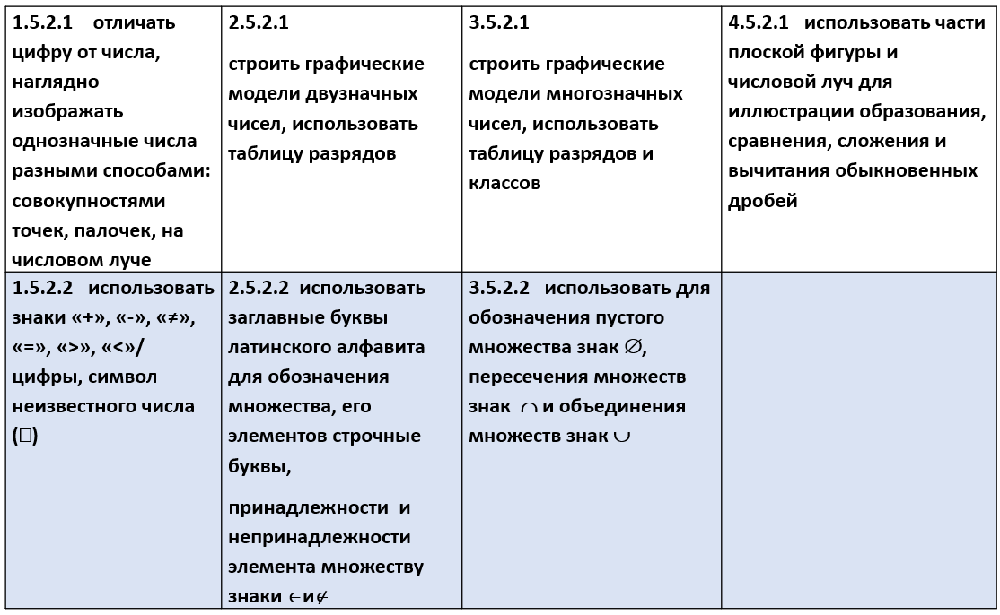 1.5.2.1 отличать
цифру от числа,
наглядно
изображать
однозначные числа
разными способами:
совокупностями
точек, палочек, на
числовом луче
2.5.2.1
строить графические
модели двузначных
чисел, использовать
таблицу разрядов
3.5.2.1
строить графические
модели многозначных
чисел, использовать
таблицу разрядов и
классов
4.5.2.1 использовать части
плоской фигуры и
числовой луч для
иллюстрации образования,
сравнения, сложения и
вычитания обыкновенных
дробей
1.5.2.2 использовать
знаки «+», «-», «≠»,
«=», «>», «<»/
цифры, символ
неизвестного числа
(□)
2.5.2.2 использовать
заглавные буквы
латинского алфавита
для обозначения
множества, его
элементов строчные
буквы,
принадлежности и
непринадлежности
элемента множеству
знаки ∈и∉
3.5.2.2 использовать для
обозначения пустого
множества знак ∅,
пересечения множеств
знак ∩ и объединения
множеств знак ∪